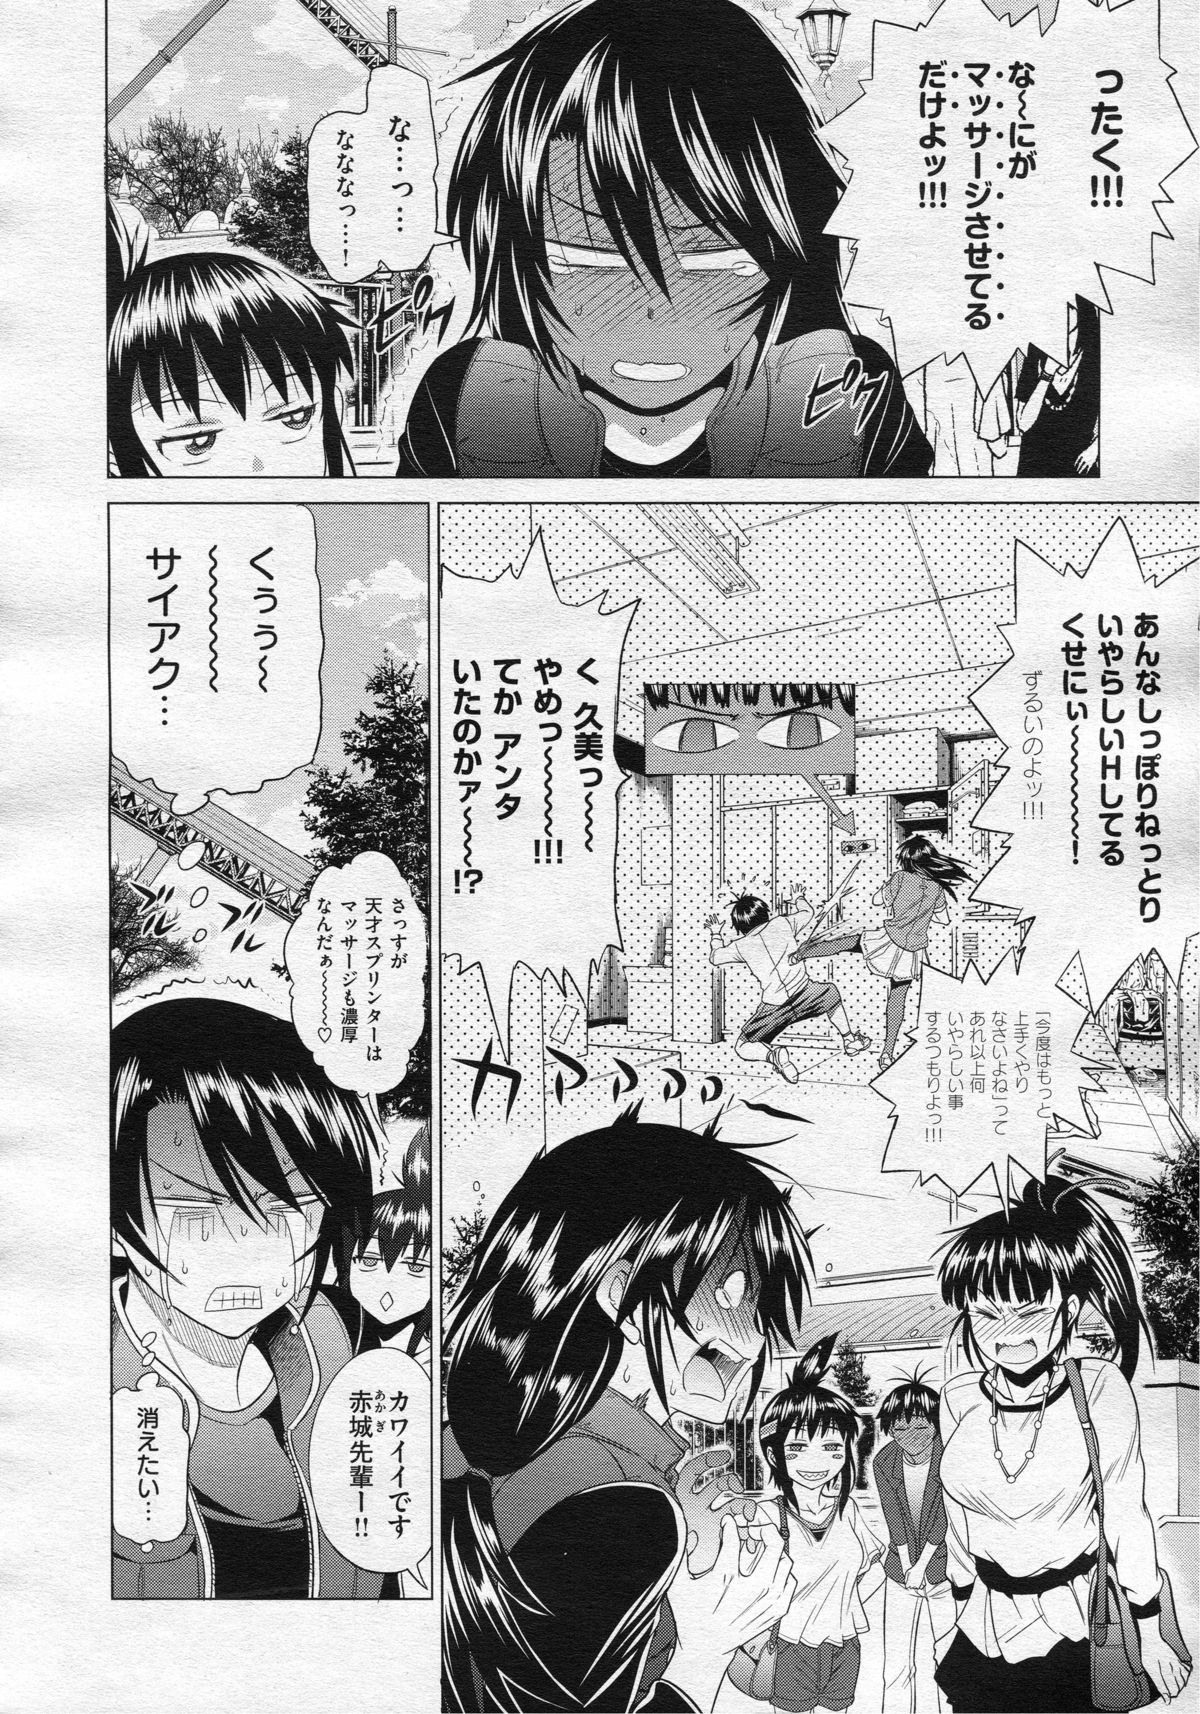 ったく!!!
な～にが
マッサージさせてる
だけよッ!!!
な…っ…
なななっ……!
ピク
ピク
あんなしっぽりねっとり
いやらしいHしてる
くせにぃ～～～～!
ずるいのよッ!!!
「今度はもっと
上手くやり
なさいよね」って
あれ以上何
いやらしい事
するつもりよっ!!!
く 久美っ～～
やめっ～～～～!!!
てか アンタ
いたのかァ～～～!?
くぅぅ～
～～～～～～
サイアク…
さっすが
天才スプリンターは
マッサージも濃厚
なんだぁ～～～～♡
カワイイです
あかぎ
赤城先輩ー!!
消えたい…